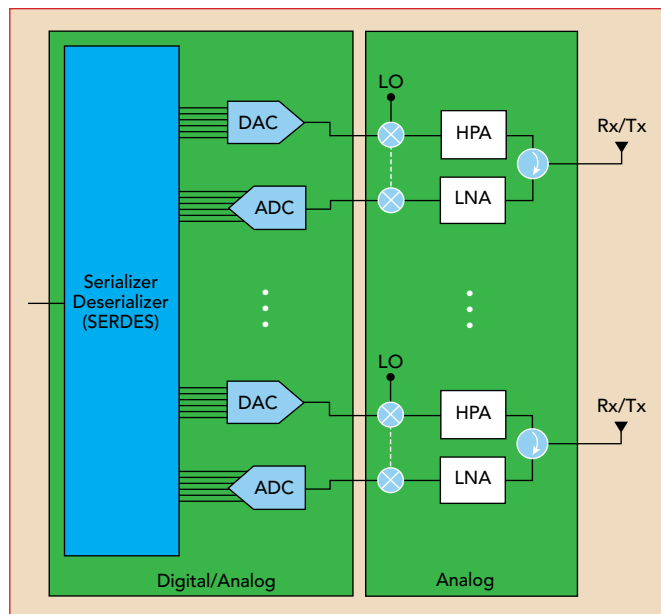 LO
DAC
HPA
Rx/Tx
ADC
LNA
Serializer
Deserializer
(SERDES)
LO
DAC
HPA
Rx/Tx
ADC
LNA
Digital/Analog
Analog